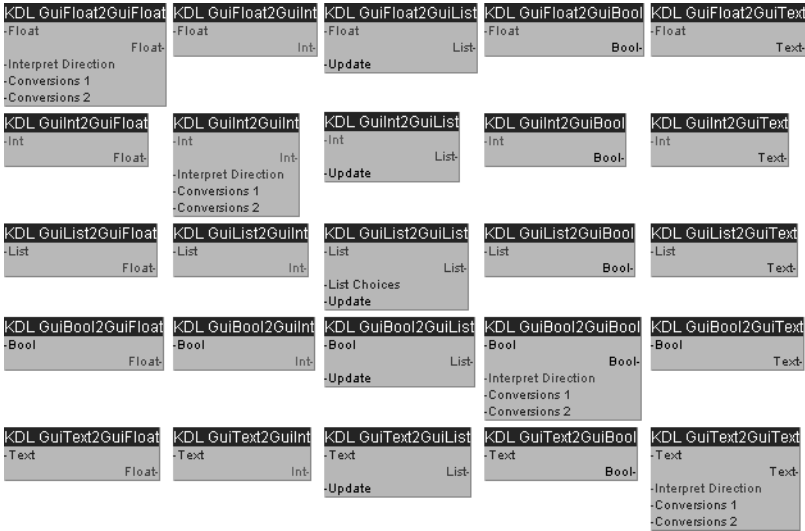 KDL GuiFloat2GuiFloat
-Float
Float-
-Interpret Direction
-Conversions 1
-Conversions 2
KDL GuiFloat2GuiInt
-Float
Int-
KDL GuiFloat2GuiList
-Float
List-
-Update
KDL GuiFloat2GuiBool
-Float
Bool-
KDL GuiFloat2GuiText
-Float
Text-
KDL GuiInt2GuiFloat
-Int
Float-
KDL GuiInt2GuiInt
-Int
Int-
-Interpret Direction
-Conversions 1
-Conversions 2
KDL GuiInt2GuiList
-Int
List-
-Update
KDL GuiInt2GuiBool
-Int
Bool-
KDL GuiInt2GuiText
-Int
Text-
KDL GuiList2GuiFloat
-List
Float-
KDL GuiList2GuiInt
-List
Int-
KDL GuiList2GuiList
-List
List-
-List Choices
-Update
KDL GuiList2GuiBool
-List
Bool-
KDL GuiList2GuiText
-List
Text-
KDL GuiBool2GuiFloat
-Bool
Float-
KDL GuiBool2GuiInt
-Bool
Int-
KDL GuiBool2GuiList
-Bool
List-
-Update
KDL GuiBool2GuiBool
-Bool
Bool-
-Interpret Direction
-Conversions 1
-Conversions 2
KDL GuiBool2GuiText
-Bool
Text-
KDL GuiText2GuiFloat
-Text
Float-
KDL GuiText2GuiInt
-Text
Int-
KDL GuiText2GuiList
-Text
List-
-Update
KDL GuiText2GuiBool
-Text
Bool-
KDL GuiText2GuiText
-Text
Text-
-Interpret Direction
-Conversions 1
-Conversions 2